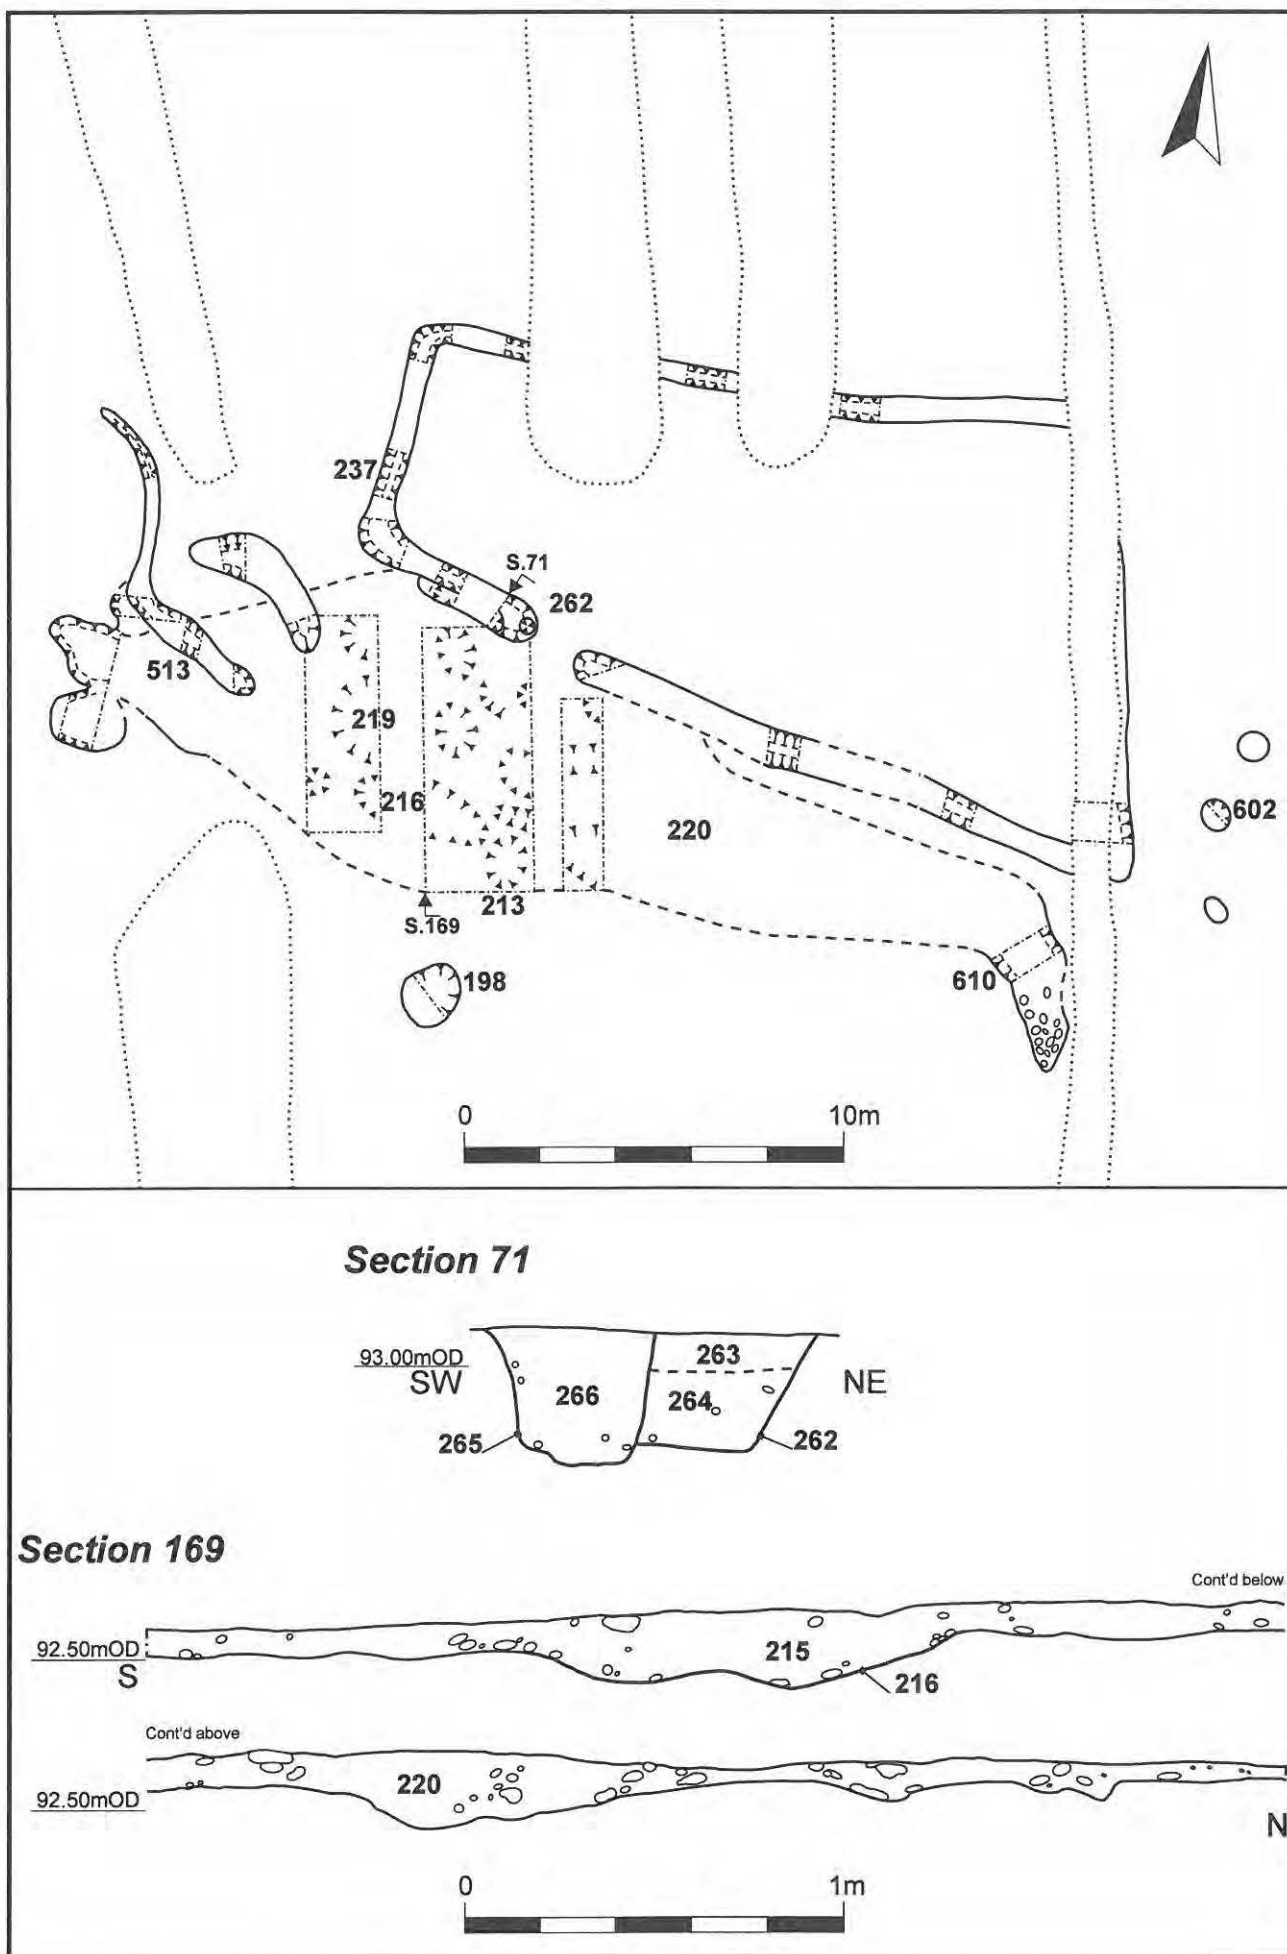 237
S.71
262
513
219
216
220
602
213
S.169
198
610
0 10m
Section 71
93.00mOD
SW
263
NE
266
264
265
262
Section 169
Cont'd below
92.50mOD
S
215
216
Cont'd above
220
92.50mOD
N
0 1m